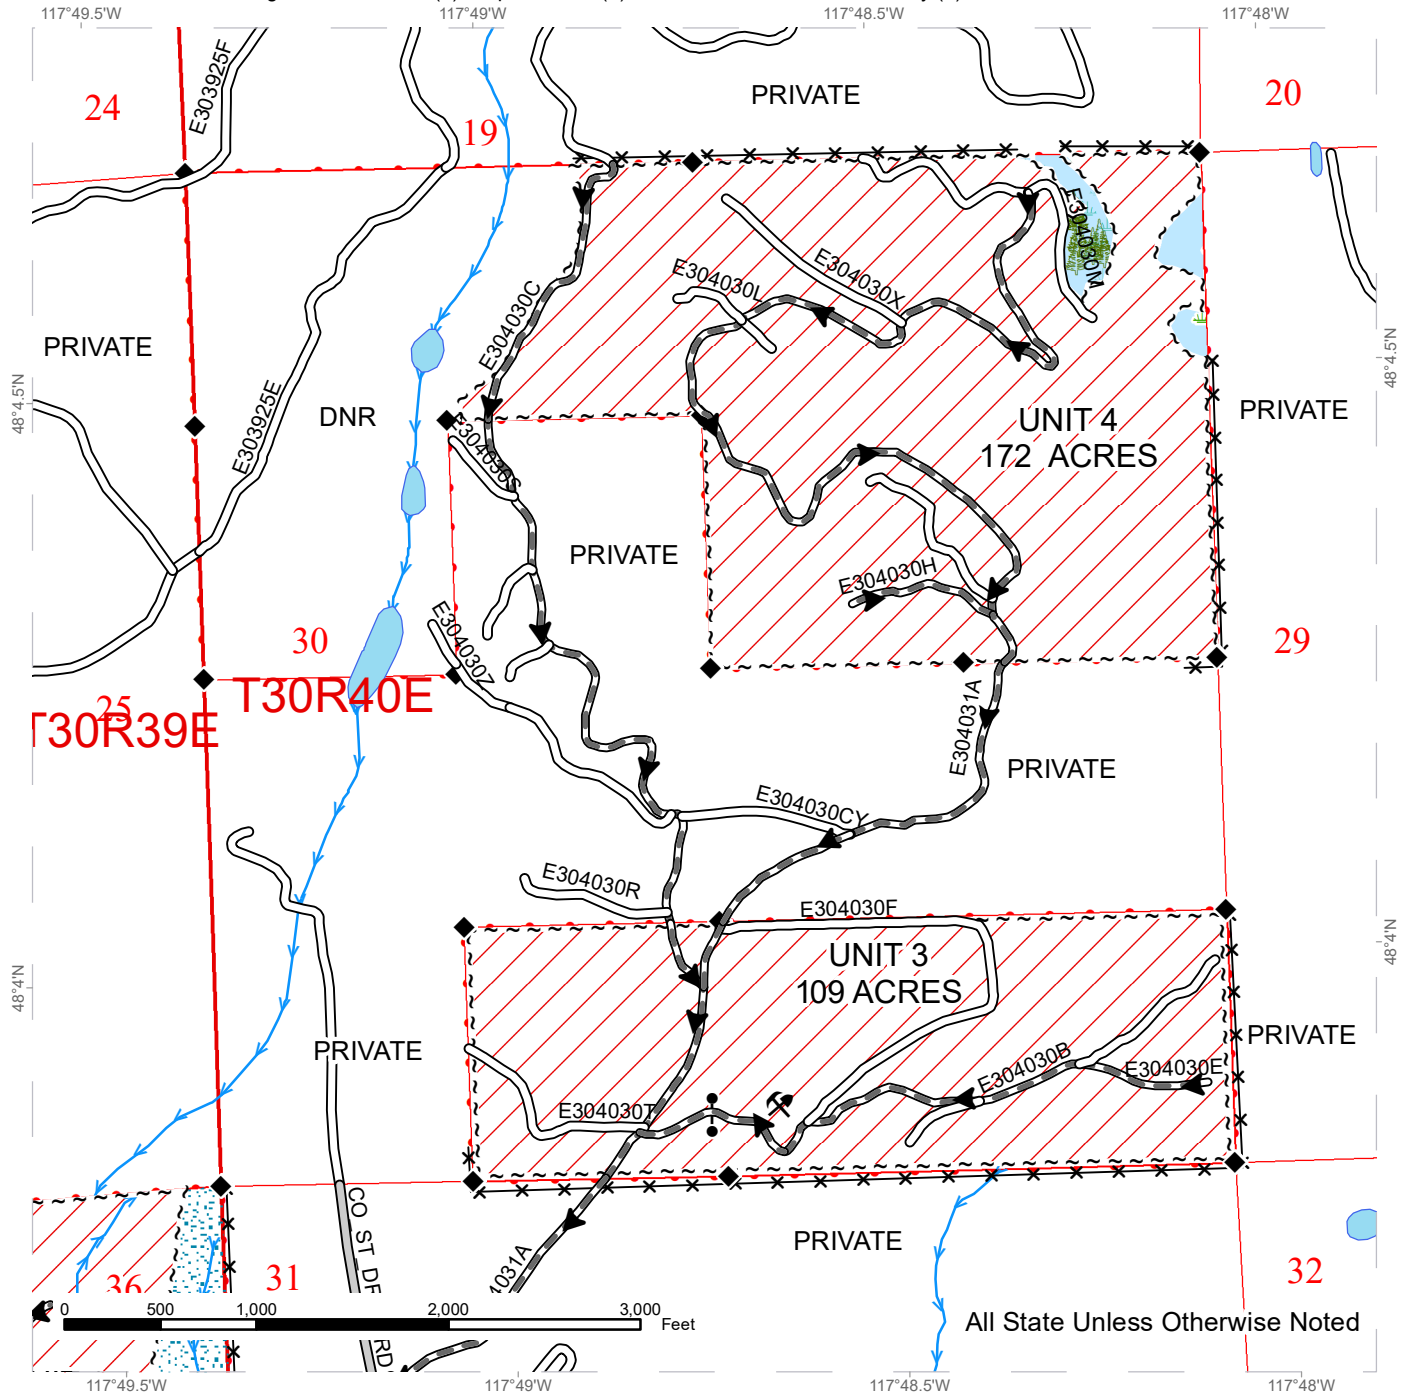 117°49.5'W
117°49'W
117°48.5'W
117°48'W
E303925F
24
19
PRIVATE
20
E304030M
E304030X
E304030L
E304030C
PRIVATE
48°4.5'N
48°4.5'N
DNR
E303925E
UNIT 4
172 ACRES
PRIVATE
E304030S
PRIVATE
E304030H
E304030Z
30
29
T30R40E
25
T30R39E
E304031A
PRIVATE
E304030CY
E304030R
E304030F
UNIT 3
109 ACRES
48°4'N
48°4'N
PRIVATE
PRIVATE
E304030B
E304030E
E304030T
CO ST DF
RD
PRIVATE
4031A
36
31
32
0
500
1,000
2,000
3,000
Feet
All State Unless Otherwise Noted
117°49.5'W
117°49'W
117°48.5'W
117°48'W